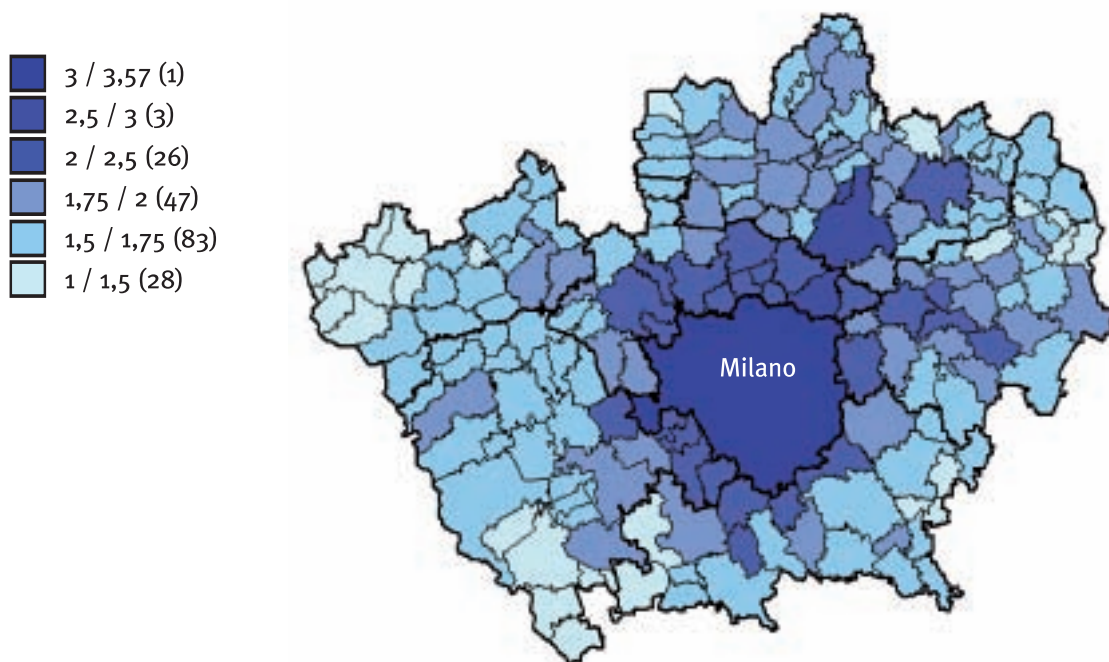 3 / 3,57 (1)
2,5 / 3 (3)
2 / 2,5 (26)
1,75 / 2 (47)
1,5 / 1,75 (83)
1 / 1,5 (28)
Milano